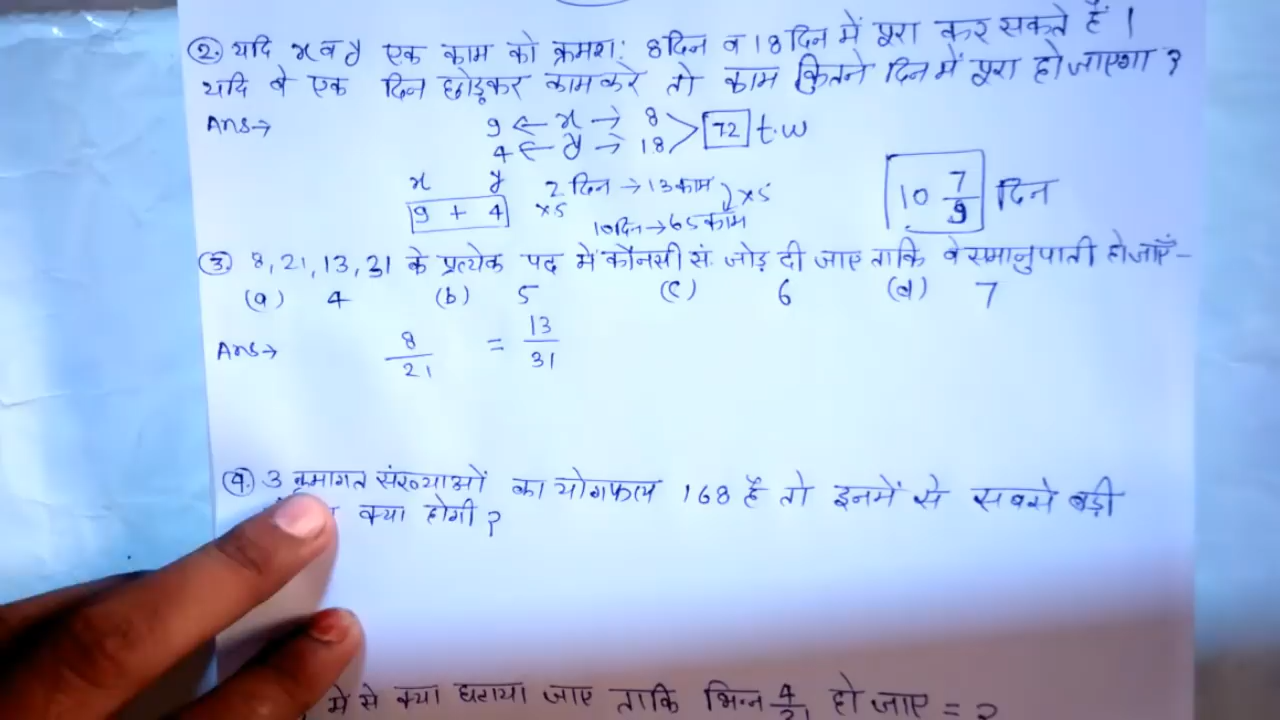 ② यदि x व y एक काम को क्रमश: 8 दिन व 18 दिन में पूरा कर सकते हैं ।
यदि वे एक दिन छोड़कर काम करे तो काम कितने दिन में पूरा हो जाएगा ?
Ans→ 9 ← x → 8 > 72 t.w
4 ← y → 18
x y 2 दिन → 13 काम ×5
9 + 4 ×5 10 दिन → 65 काम
10 7/9 दिन
③ 8, 21, 13, 31 के प्रत्येक पद में कौनसी सं. जोड़ दी जाए ताकि वे समानुपाती हो जाएँ -
(a) 4 (b) 5 (c) 6 (d) 7
Ans→ 8/21 = 13/31
④ 3 क्रमागत संख्याओं का योगफल 168 है तो इनमें से सबसे बड़ी
क्या होगी ?
में से क्या घटाया जाए ताकि भिन्न 4/21 हो जाए = ?